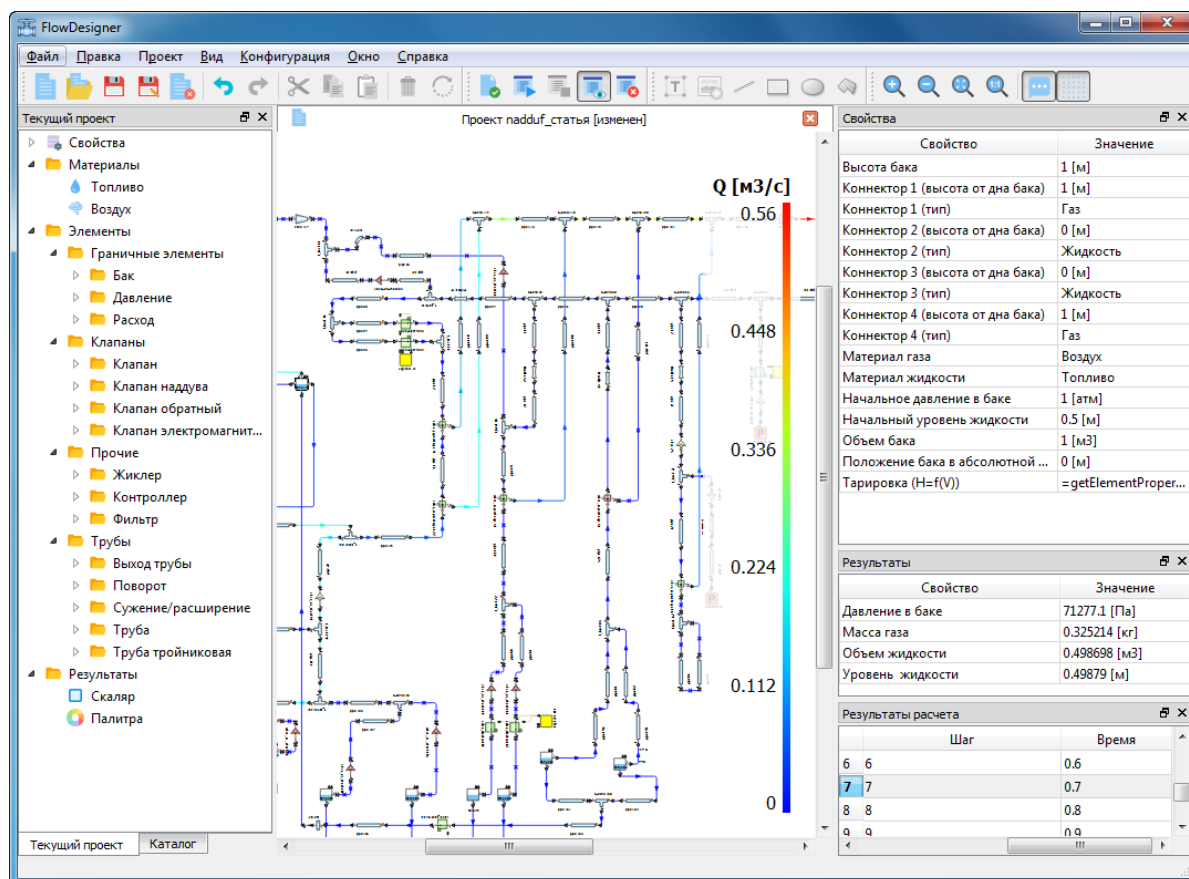 FlowDesigner
Файл Правка Проект Вид Конфигурация Окно Справка
Текущий проект
Свойства
Материалы
Топливо
Воздух
Элементы
Граничные элементы
Бак
Давление
Расход
Клапаны
Клапан
Клапан наддува
Клапан обратный
Клапан электромагнит...
Прочие
Жиклер
Контроллер
Фильтр
Трубы
Выход трубы
Поворот
Сужение/расширение
Труба
Труба тройниковая
Результаты
Скаляр
Палитра
Текущий проект Каталог
Проект nadduf_статья [изменен]
Q [м3/с]
0.56
0.448
0.336
0.224
0.112
0
Свойства
Свойство Значение
Высота бака 1 [м]
Коннектор 1 (высота от дна бака) 1 [м]
Коннектор 1 (тип) Газ
Коннектор 2 (высота от дна бака) 0 [м]
Коннектор 2 (тип) Жидкость
Коннектор 3 (высота от дна бака) 0 [м]
Коннектор 3 (тип) Жидкость
Коннектор 4 (высота от дна бака) 1 [м]
Коннектор 4 (тип) Газ
Материал газа Воздух
Материал жидкости Топливо
Начальное давление в баке 1 [атм]
Начальный уровень жидкости 0.5 [м]
Объем бака 1 [м3]
Положение бака в абсолютной ... 0 [м]
Тарировка (H=f(V)) =getElementProper...
Результаты
Свойство Значение
Давление в баке 71277.1 [Па]
Масса газа 0.325214 [кг]
Объем жидкости 0.498698 [м3]
Уровень жидкости 0.49879 [м]
Результаты расчета
Шаг Время
6 6 0.6
7 7 0.7
8 8 0.8
9 9 0.9